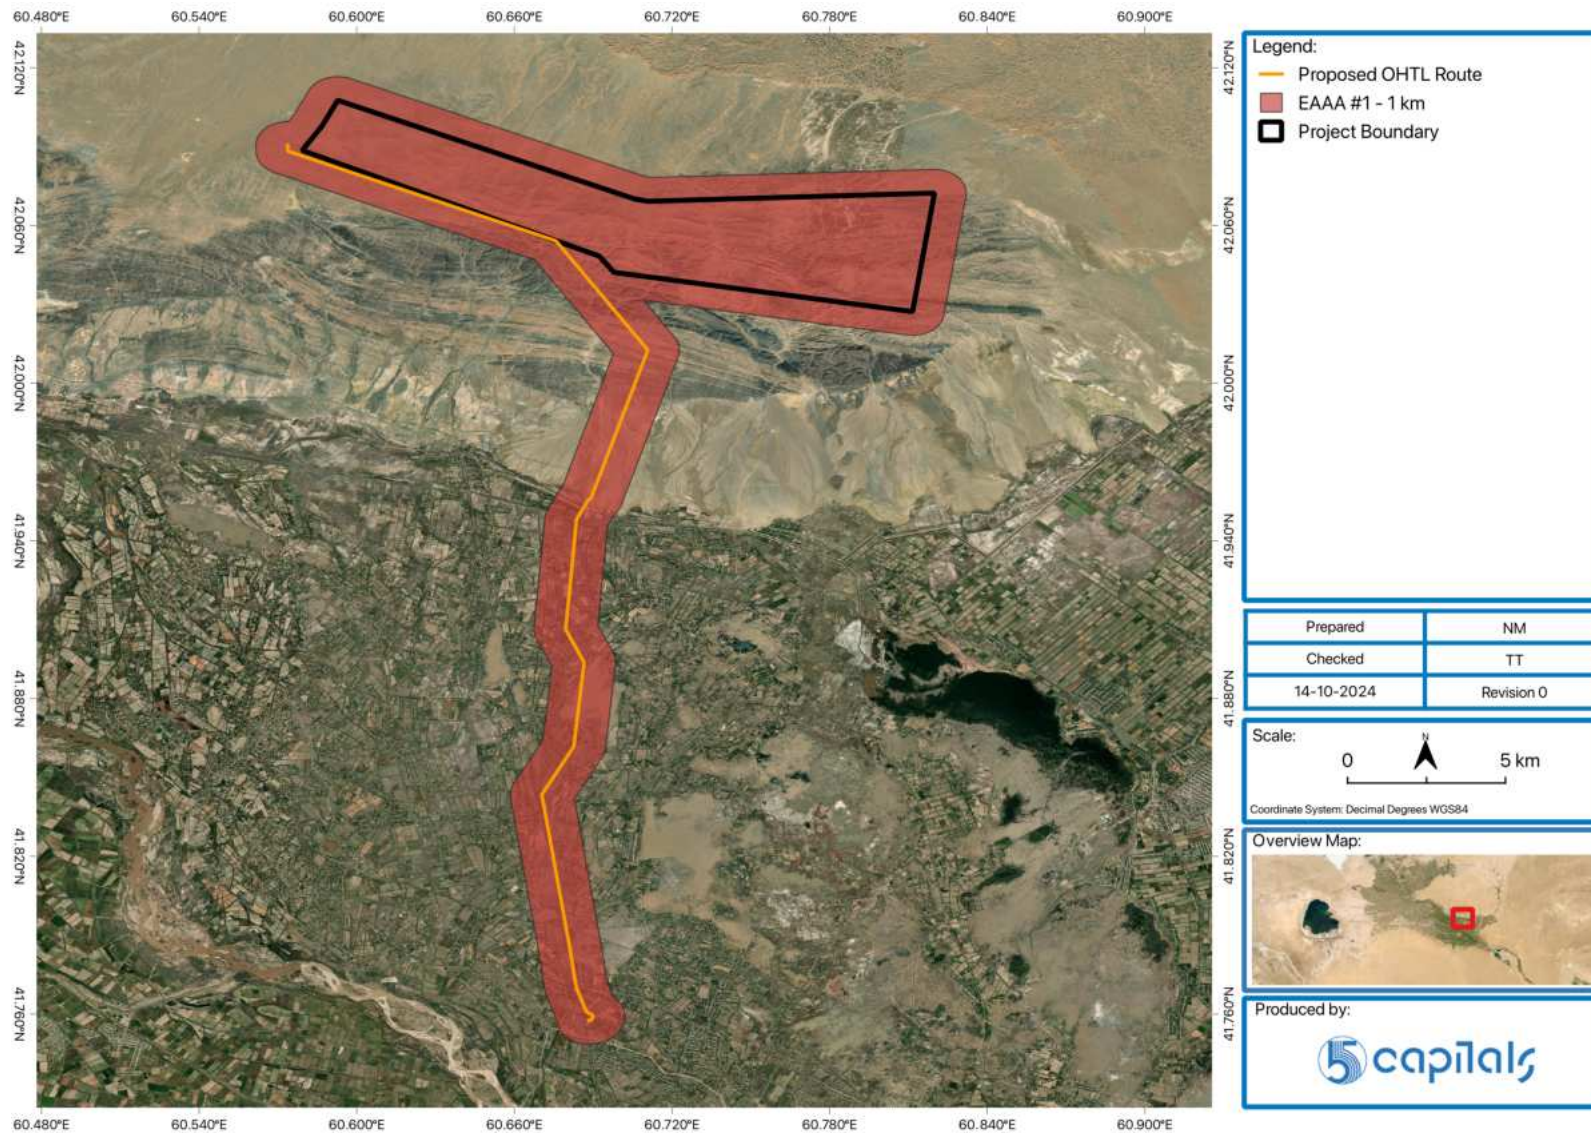 60.480°E 60.540°E 60.600°E 60.660°E 60.720°E 60.780°E 60.840°E 60.900°E
42.120°N
42.060°N
42.000°N
41.940°N
41.880°N
41.820°N
41.760°N
42.120°N
42.060°N
42.000°N
41.940°N
41.880°N
41.820°N
41.760°N
60.480°E 60.540°E 60.600°E 60.660°E 60.720°E 60.780°E 60.840°E 60.900°E
Legend:
Proposed OHTL Route
EAAA #1 - 1 km
Project Boundary
Prepared NM
Checked TT
14-10-2024 Revision 0
Scale:
N
0 5 km
Coordinate System: Decimal Degrees WGS84
Overview Map:
Produced by:
5 capitals